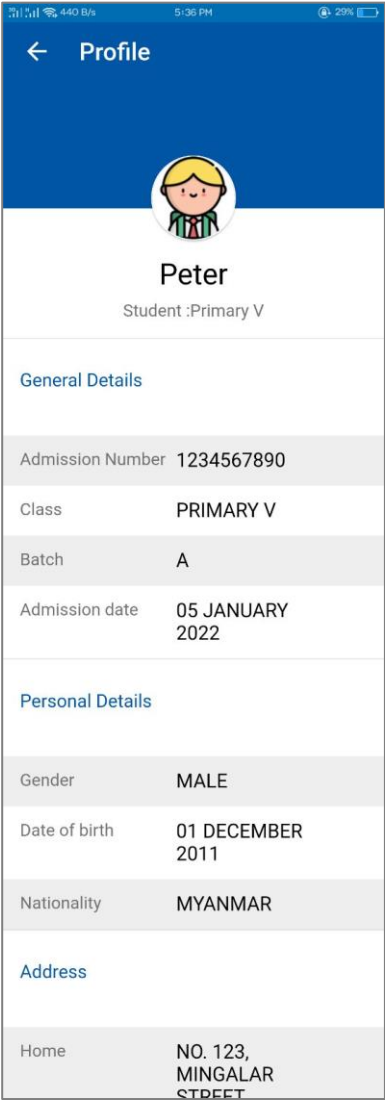 440 B/s 5:36 PM 29%
Profile
Peter
Student :Primary V
General Details
Admission Number 1234567890
Class PRIMARY V
Batch A
Admission date 05 JANUARY
2022
Personal Details
Gender MALE
Date of birth 01 DECEMBER
2011
Nationality MYANMAR
Address
Home NO. 123,
MINGALAR
STREET